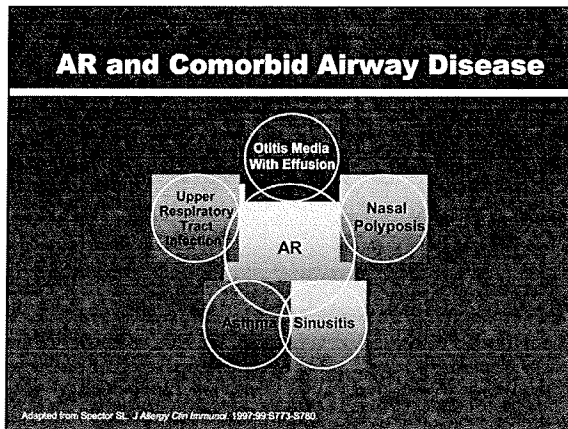 AR and Comorbid Airway Disease
Otitis Media
With Effusion
Upper
Respiratory
Tract
Infection
Nasal
Polyposis
AR
Asthma
Sinusitis
Adapted from Spector SL. J Allergy Clin Immunol. 1997;99:S773-S780.